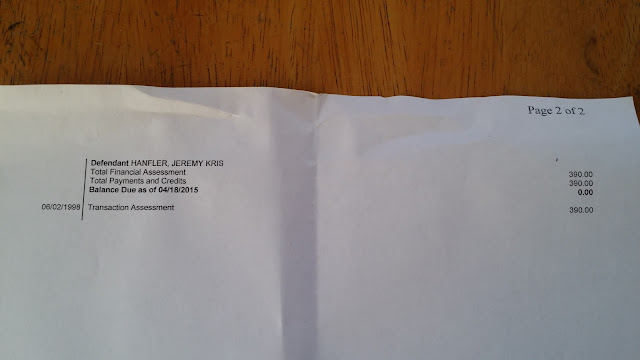 Page 2 of 2
Defendant HANFLER, JEREMY KRIS
Total Financial Assessment 390.00
Total Payments and Credits 390.00
Balance Due as of 04/18/2015 0.00
06/02/1998 Transaction Assessment 390.00